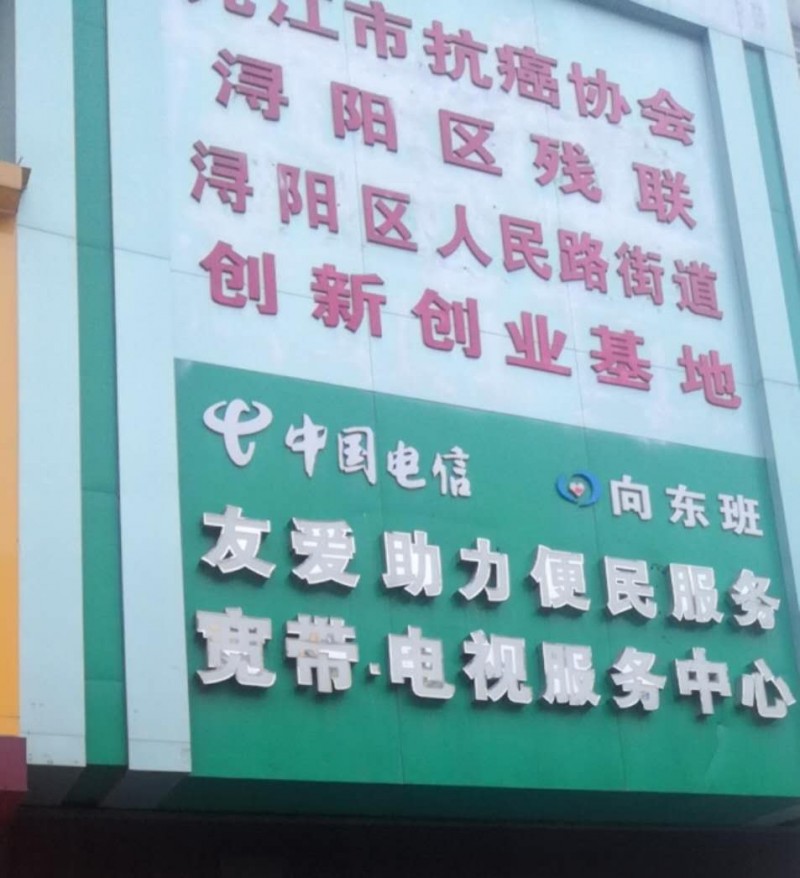 九江市抗癌协会
浔阳区残联
浔阳区人民路街道
创新创业基地
中国电信 向东班
友爱助力便民服务
宽带·电视服务中心